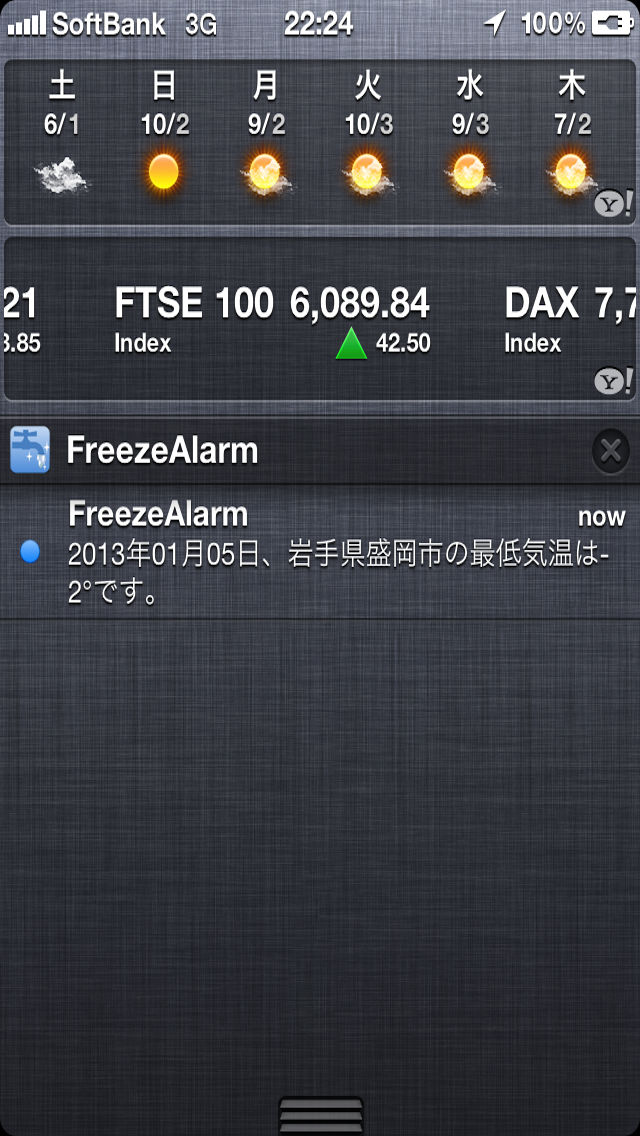 SoftBank 3G 22:24 100%
土 日 月 火 水 木
6/1 10/2 9/2 10/3 9/3 7/2
Y!
21 FTSE 100 6,089.84 DAX 7,7
3.85 Index 42.50 Index
Y!
FreezeAlarm
FreezeAlarm now
2013年01月05日、岩手県盛岡市の最低気温は-
2°です。